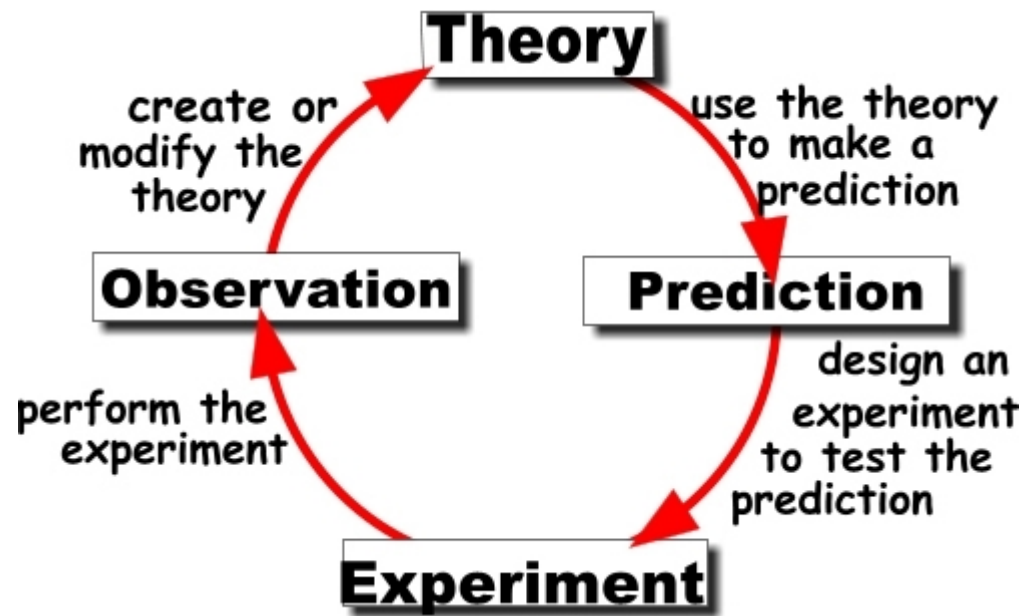 Theory
use the theory
to make a
prediction
Prediction
design an
experiment
to test the
prediction
Experiment
perform the
experiment
Observation
create or
modify the
theory